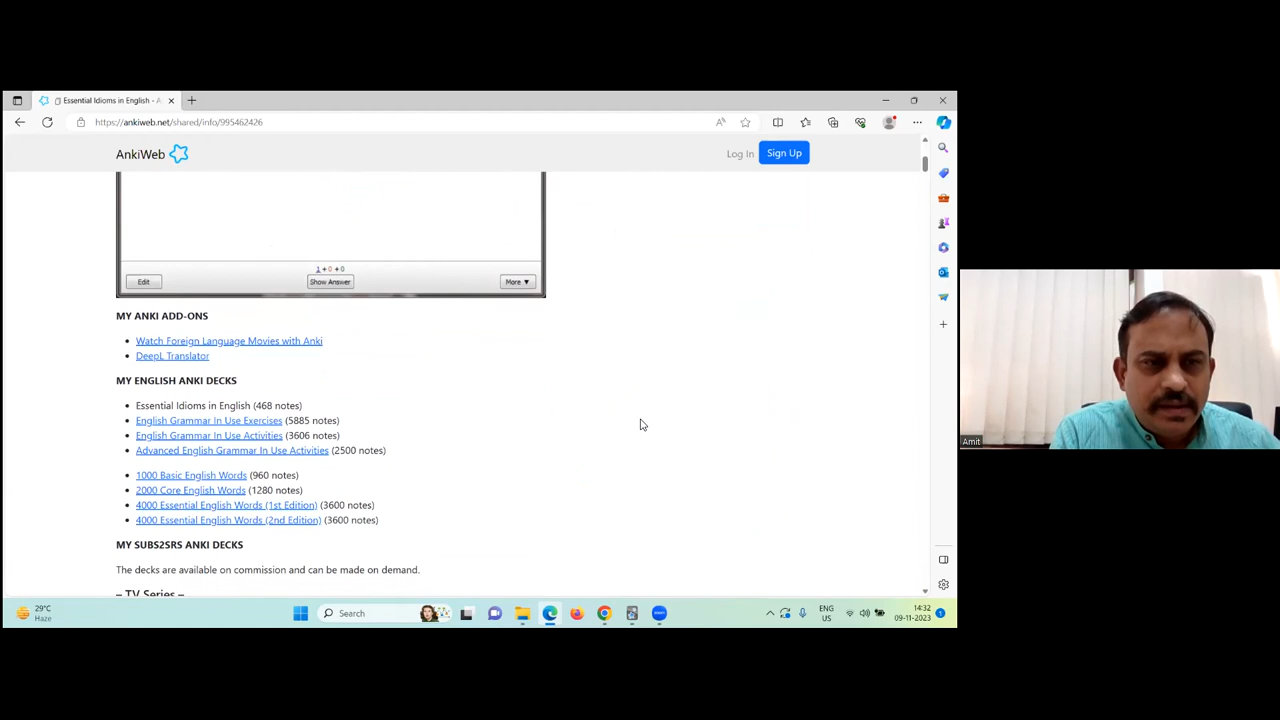 Essential Idioms in English - A
https://ankiweb.net/shared/info/995462426
AnkiWeb
Log In
Sign Up
1 + 0 + 0
Edit
Show Answer
More ▼
MY ANKI ADD-ONS
• Watch Foreign Language Movies with Anki
• DeepL Translator
MY ENGLISH ANKI DECKS
• Essential Idioms in English (468 notes)
• English Grammar In Use Exercises (5885 notes)
• English Grammar In Use Activities (3606 notes)
• Advanced English Grammar In Use Activities (2500 notes)
• 1000 Basic English Words (960 notes)
• 2000 Core English Words (1280 notes)
• 4000 Essential English Words (1st Edition) (3600 notes)
• 4000 Essential English Words (2nd Edition) (3600 notes)
MY SUBS2SRS ANKI DECKS
The decks are available on commission and can be made on demand.
– TV Series –
Amit
29°C
Haze
Search
ENG
US
14:32
09-11-2023
1